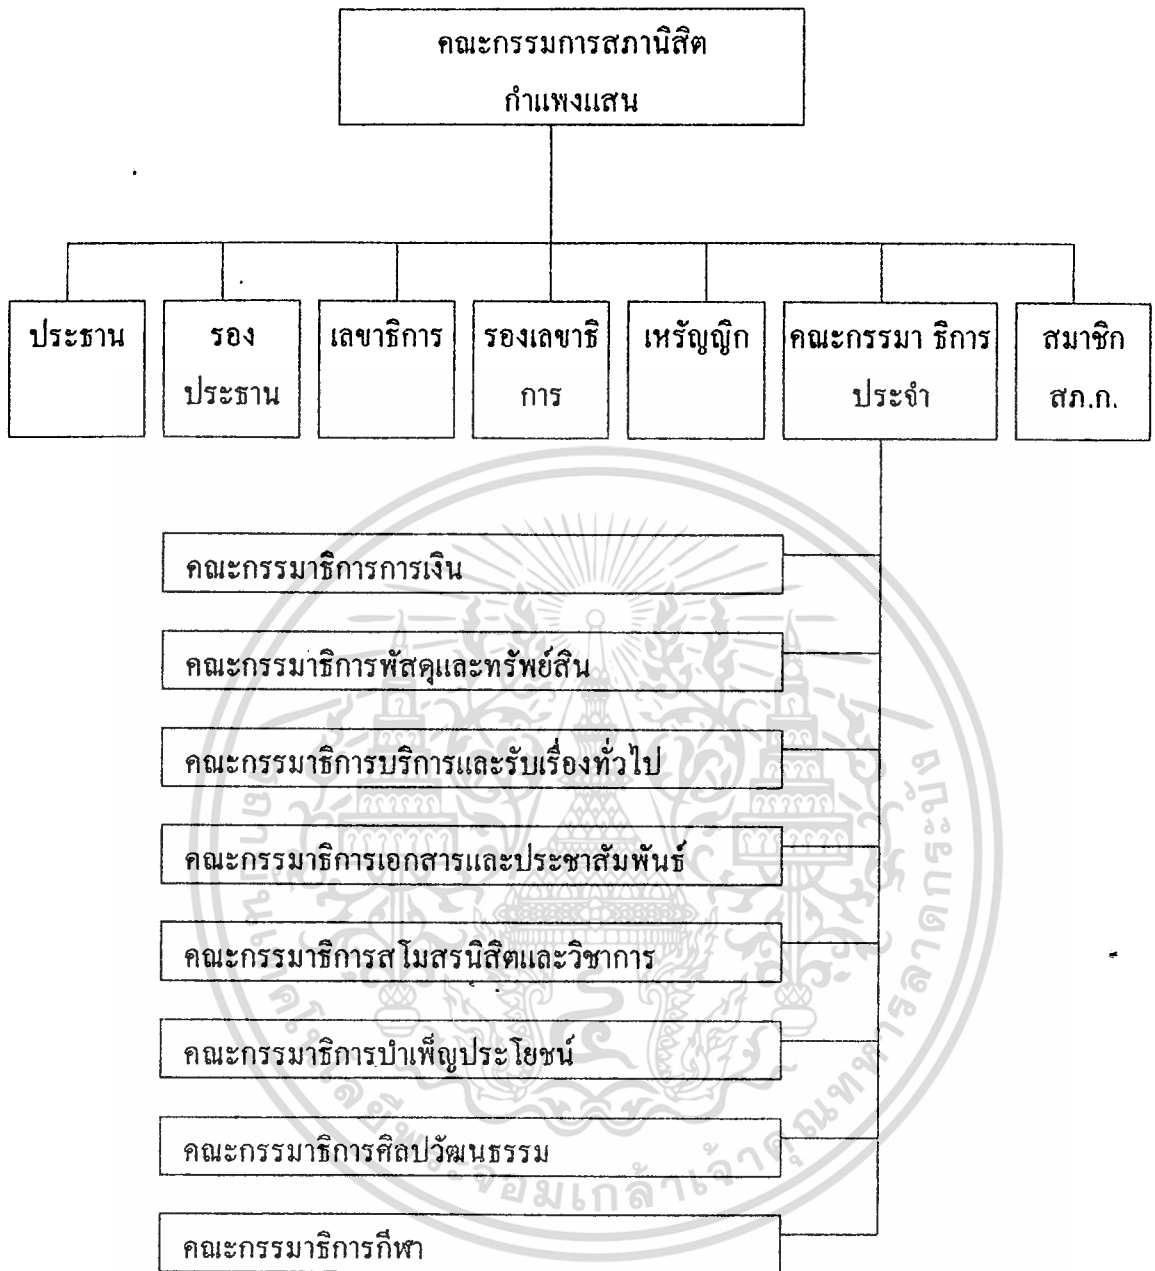 คณะกรรมการสภานิสิต
กำแพงแสน
ประธาน
รอง
ประธาน
เลขาธิการ
รองเลขาธิ
การ
เหรัญญิก
คณะกรรมา ธิการ
ประจำ
สมาชิก
สภ.ก.
คณะกรรมาธิการการเงิน
คณะกรรมาธิการพัสดุและทรัพย์สิน
คณะกรรมาธิการบริการและรับเรื่องทั่วไป
คณะกรรมาธิการเอกสารและประชาสัมพันธ์
คณะกรรมาธิการสโมสรนิสิตและวิชาการ
คณะกรรมาธิการบำเพ็ญประโยชน์
คณะกรรมาธิการศิลปวัฒนธรรม
คณะกรรมาธิการกีฬา